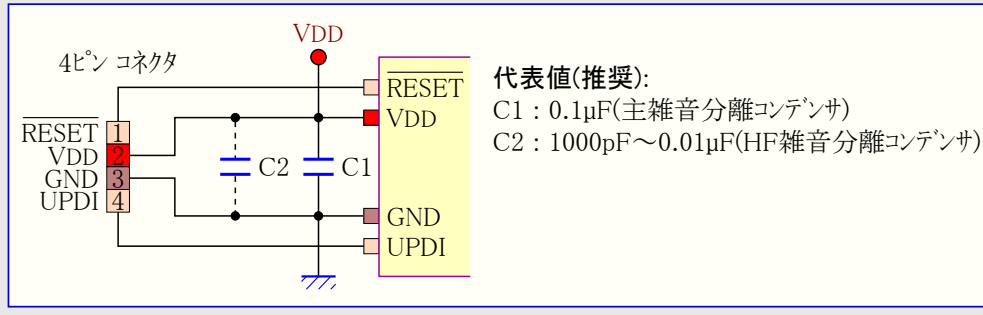 VDD
4ピン コネクタ
RESET
VDD
GND
UPDI
1
2
3
4
C2
C1
RESET
VDD
GND
UPDI
代表値(推奨):
C1 : 0.1µF(主雑音分離コンデンサ)
C2 : 1000pF～0.01µF(HF雑音分離コンデンサ)